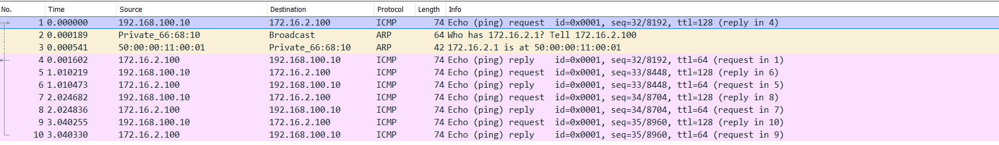 No. Time Source Destination Protocol Length Info
1 0.000000 192.168.100.10 172.16.2.100 ICMP 74 Echo (ping) request id=0x0001, seq=32/8192, ttl=128 (reply in 4)
2 0.000189 Private_66:68:10 Broadcast ARP 64 Who has 172.16.2.1? Tell 172.16.2.100
3 0.000541 50:00:00:11:00:01 Private_66:68:10 ARP 42 172.16.2.1 is at 50:00:00:11:00:01
4 0.001602 172.16.2.100 192.168.100.10 ICMP 74 Echo (ping) reply id=0x0001, seq=32/8192, ttl=64 (request in 1)
5 1.010219 192.168.100.10 172.16.2.100 ICMP 74 Echo (ping) request id=0x0001, seq=33/8448, ttl=128 (reply in 6)
6 1.010473 172.16.2.100 192.168.100.10 ICMP 74 Echo (ping) reply id=0x0001, seq=33/8448, ttl=64 (request in 5)
7 2.024682 192.168.100.10 172.16.2.100 ICMP 74 Echo (ping) request id=0x0001, seq=34/8704, ttl=128 (reply in 8)
8 2.024836 172.16.2.100 192.168.100.10 ICMP 74 Echo (ping) reply id=0x0001, seq=34/8704, ttl=64 (request in 7)
9 3.040255 192.168.100.10 172.16.2.100 ICMP 74 Echo (ping) request id=0x0001, seq=35/8960, ttl=128 (reply in 10)
10 3.040330 172.16.2.100 192.168.100.10 ICMP 74 Echo (ping) reply id=0x0001, seq=35/8960, ttl=64 (request in 9)